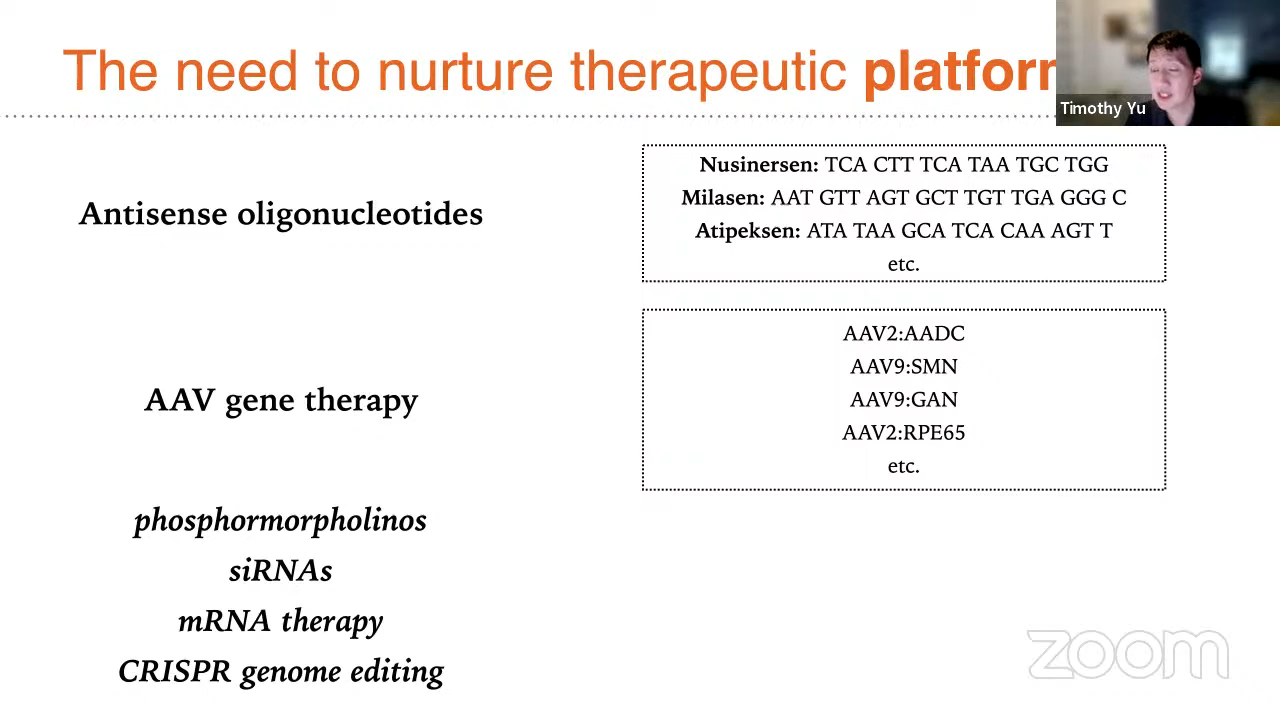 The need to nurture therapeutic platform
Timothy Yu
Antisense oligonucleotides
Nusinersen: TCA CTT TCA TAA TGC TGG
Milasen: AAT GTT AGT GCT TGT TGA GGG C
Atipeksen: ATA TAA GCA TCA CAA AGT T
etc.
AAV gene therapy
AAV2:AADC
AAV9:SMN
AAV9:GAN
AAV2:RPE65
etc.
phosphormorpholinos
siRNAs
mRNA therapy
CRISPR genome editing
zoom